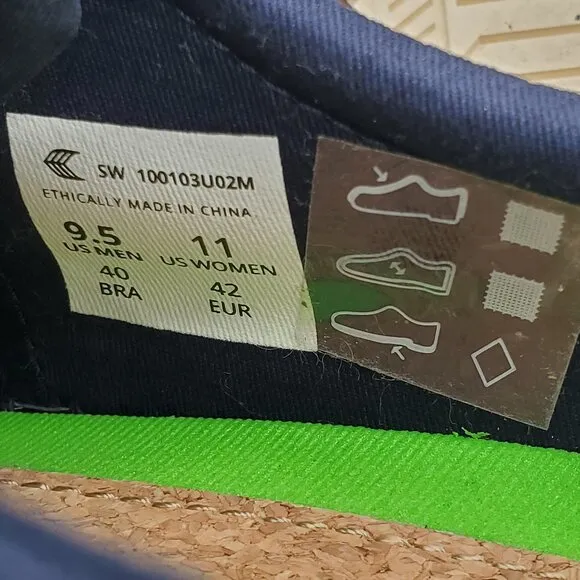 SW 100103U02M
ETHICALLY MADE IN CHINA
9.5 11
US MEN US WOMEN
40 42
BRA EUR